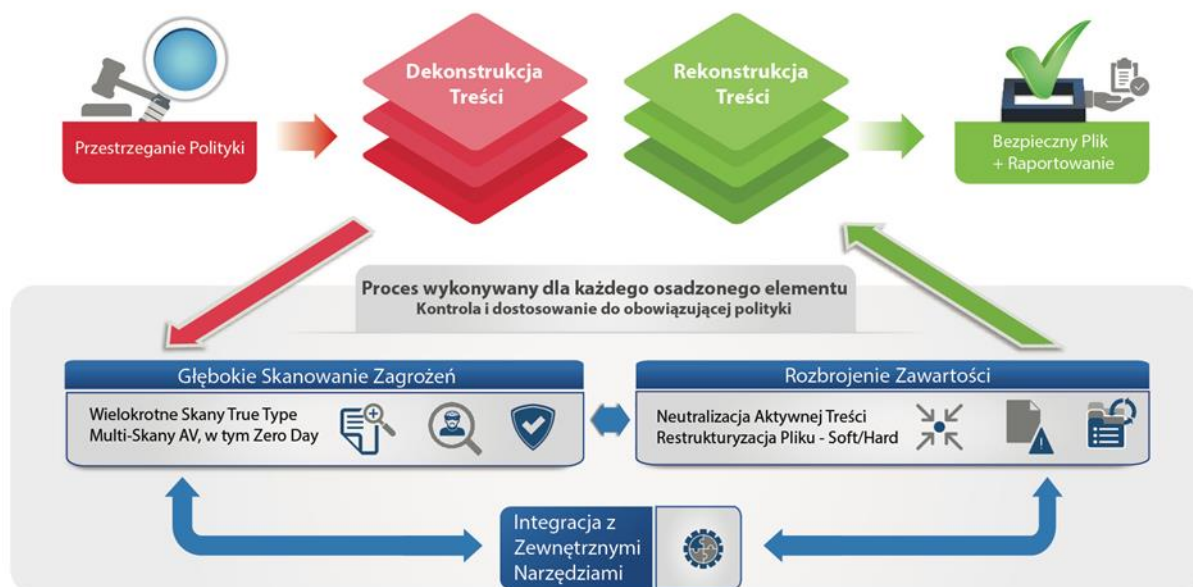 Przestrzeganie Polityki
Dekonstrukcja
Treści
Rekonstrukcja
Treści
Bezpieczny Plik
+ Raportowanie
Proces wykonywany dla każdego osadzonego elementu
Kontrola i dostosowanie do obowiązującej polityki
Głębokie Skanowanie Zagrożeń
Wielokrotne Skany True Type
Multi-Skany AV, w tym Zero Day
Rozbrojenie Zawartości
Neutralizacja Aktywnej Treści
Restrukturyzacja Pliku - Soft/Hard
Integracja z
Zewnętrznymi
Narzędziami